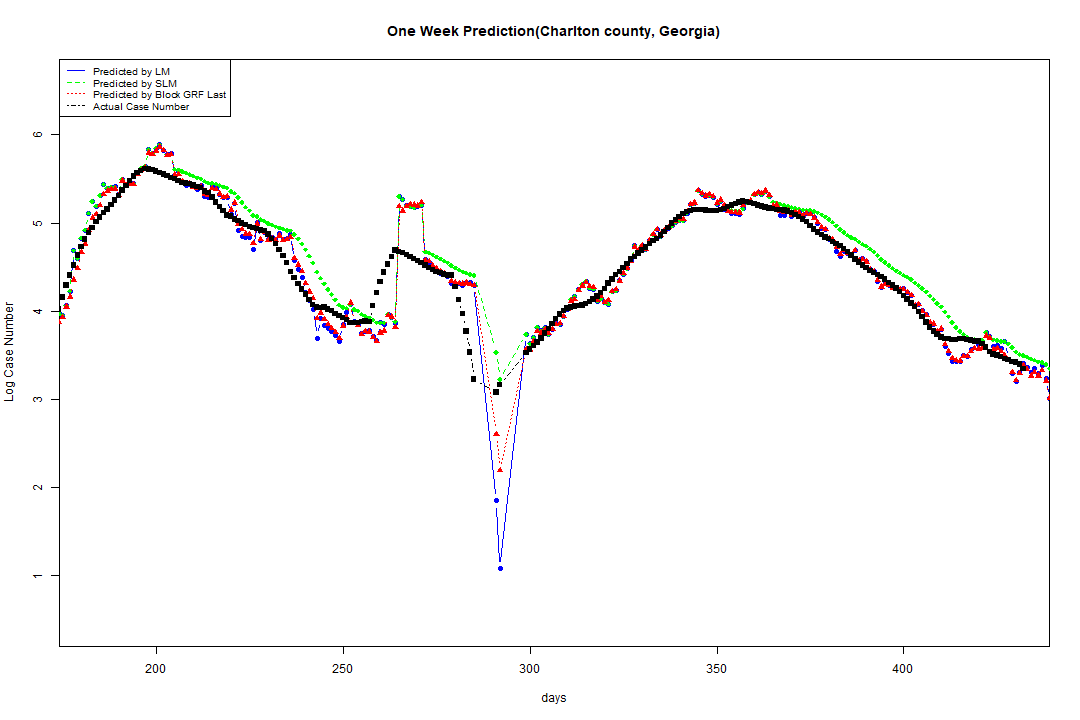 One Week Prediction(Charlton county, Georgia)
Predicted by LM
Predicted by SLM
Predicted by Block GRF Last
Actual Case Number
6
5
4
3
2
1
Log Case Number
200 250 300 350 400
days